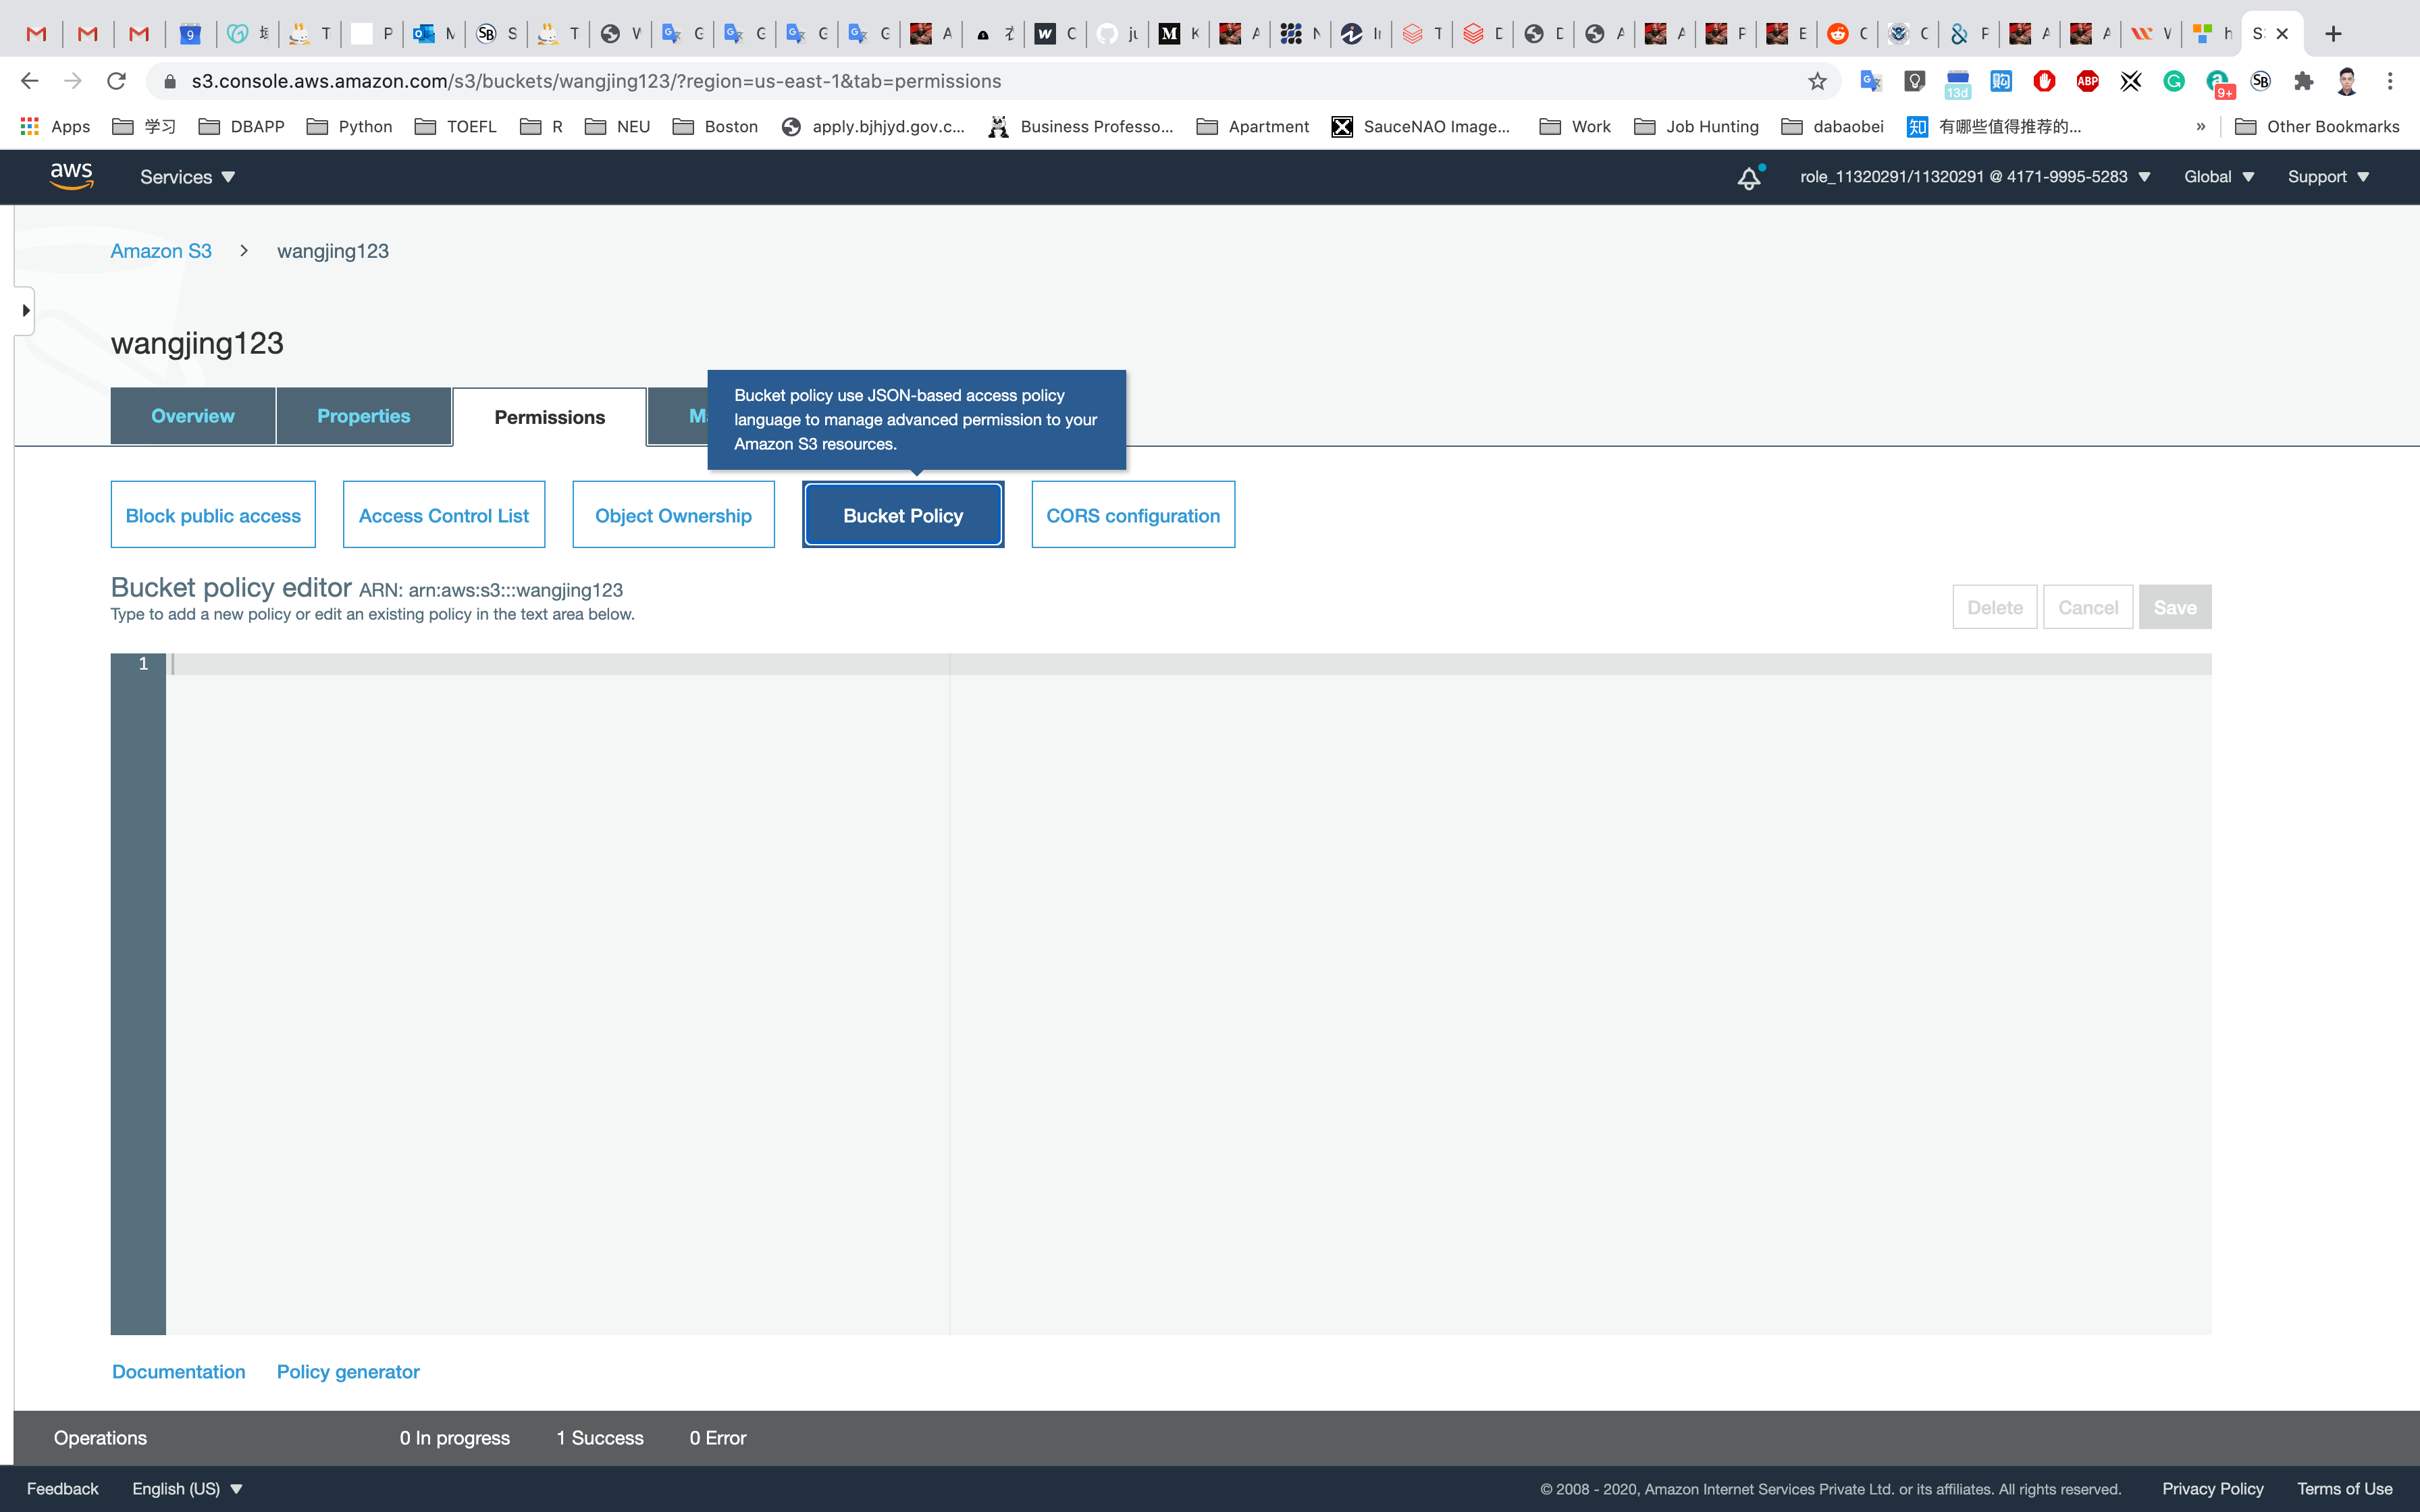 s3.console.aws.amazon.com/s3/buckets/wangjing123/?region=us-east-1&tab=permissions
13d
ABP
9+
Apps
学习
DBAPP
Python
TOEFL
R
NEU
Boston
apply.bjhjyd.gov.c...
Business Professo...
Apartment
SauceNAO Image...
Work
Job Hunting
dabaobei
知 有哪些值得推荐的...
»
Other Bookmarks
aws
Services
role_11320291/11320291 @ 4171-9995-5283
Global
Support
Amazon S3 > wangjing123
wangjing123
Overview
Properties
Permissions
Bucket policy use JSON-based access policy
language to manage advanced permission to your
Amazon S3 resources.
Block public access
Access Control List
Object Ownership
Bucket Policy
CORS configuration
Bucket policy editor ARN: arn:aws:s3:::wangjing123
Type to add a new policy or edit an existing policy in the text area below.
Delete
Cancel
Save
1
Documentation
Policy generator
Operations
0 In progress
1 Success
0 Error
Feedback
English (US)
© 2008 - 2020, Amazon Internet Services Private Ltd. or its affiliates. All rights reserved.
Privacy Policy
Terms of Use